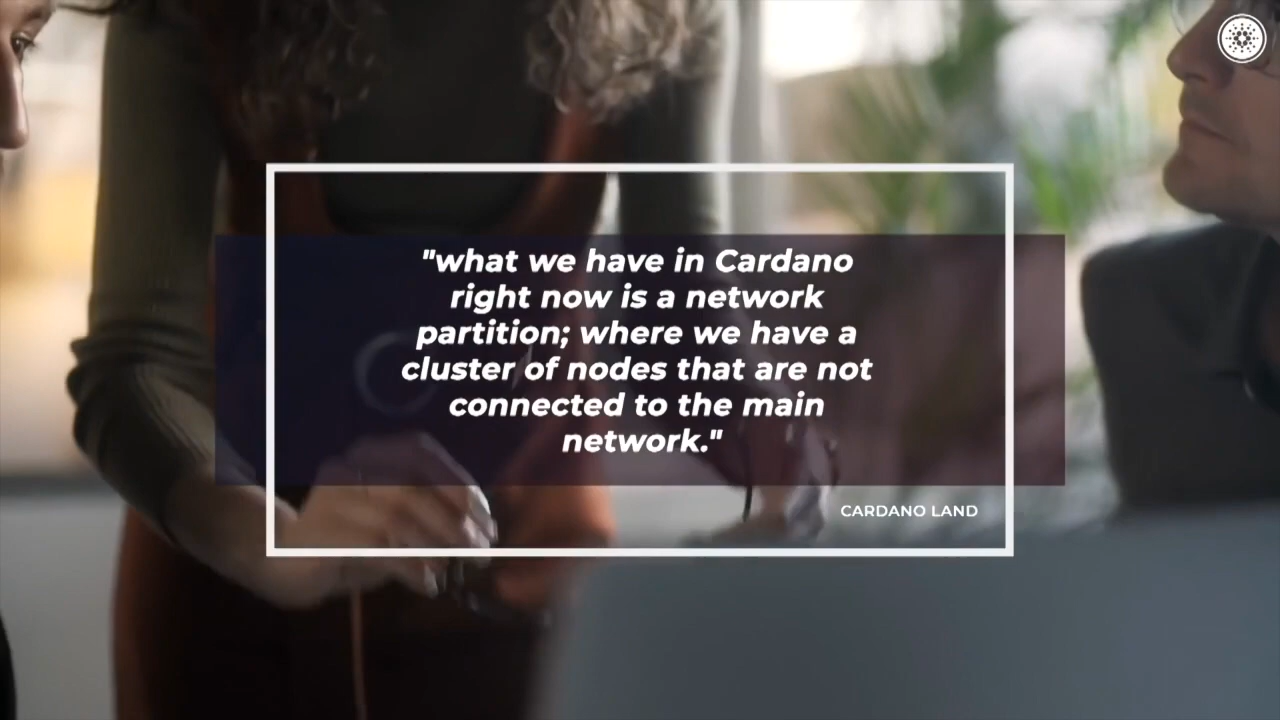 "what we have in Cardano
right now is a network
partition; where we have a
cluster of nodes that are not
connected to the main
network."
CARDANO LAND